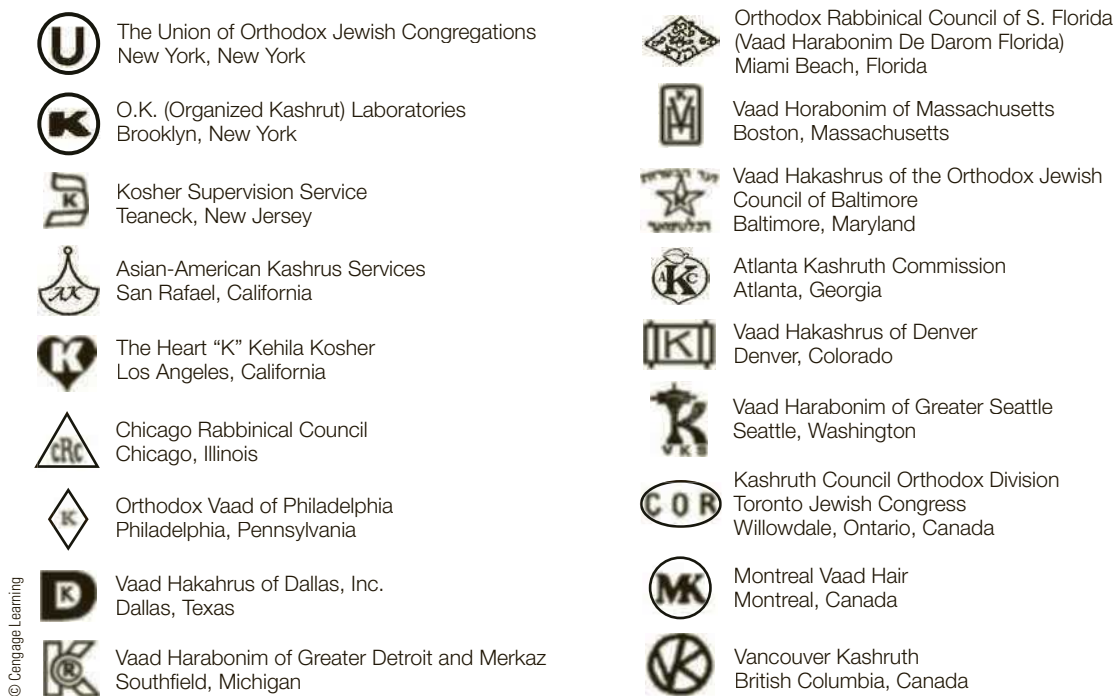 U
The Union of Orthodox Jewish Congregations
New York, New York
K
O.K. (Organized Kashrut) Laboratories
Brooklyn, New York
K
Kosher Supervision Service
Teaneck, New Jersey
AK
Asian-American Kashrus Services
San Rafael, California
K
The Heart “K” Kehila Kosher
Los Angeles, California
cRc
Chicago Rabbinical Council
Chicago, Illinois
K
Orthodox Vaad of Philadelphia
Philadelphia, Pennsylvania
D
K
Vaad Hakahrus of Dallas, Inc.
Dallas, Texas
K
R
Vaad Harabonim of Greater Detroit and Merkaz
Southfield, Michigan
© Cengage Learning
Orthodox Rabbinical Council of S. Florida
(Vaad Harabonim De Darom Florida)
Miami Beach, Florida
K
VM
Vaad Horabonim of Massachusetts
Boston, Massachusetts
K
Vaad Hakashrus of the Orthodox Jewish
Council of Baltimore
Baltimore, Maryland
AKC
Atlanta Kashruth Commission
Atlanta, Georgia
K
Vaad Hakashrus of Denver
Denver, Colorado
K
VKS
Vaad Harabonim of Greater Seattle
Seattle, Washington
COR
Kashruth Council Orthodox Division
Toronto Jewish Congress
Willowdale, Ontario, Canada
MK
Montreal Vaad Hair
Montreal, Canada
VK
Vancouver Kashruth
British Columbia, Canada